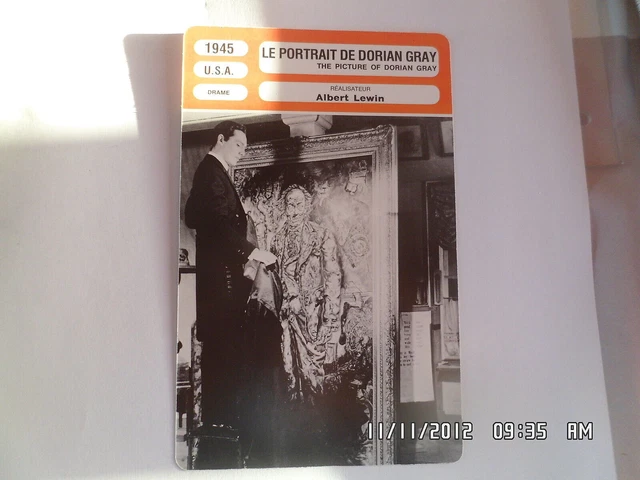 1945
U.S.A.
DRAME
LE PORTRAIT DE DORIAN GRAY
THE PICTURE OF DORIAN GRAY
RÉALISATEUR
Albert Lewin
11/11/2012 09:35 AM